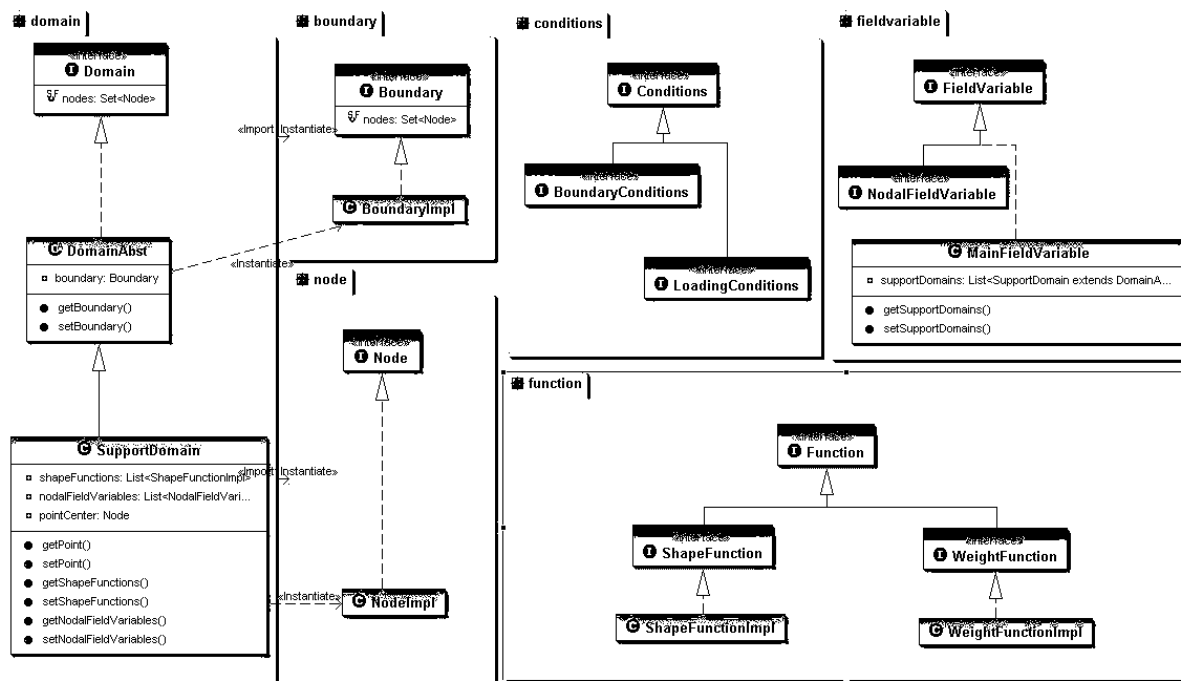 domain
«interface»
Domain
nodes: Set<Node>
DomainAbst
boundary: Boundary
getBoundary()
setBoundary()
SupportDomain
shapeFunctions: List<ShapeFunctionImpl>
nodalFieldVariables: List<NodalFieldVari...
pointCenter: Node
getPoint()
setPoint()
getShapeFunctions()
setShapeFunctions()
getNodalFieldVariables()
setNodalFieldVariables()
«Import, Instantiate»
«Instantiate»
«Import, Instantiate»
«Instantiate»
boundary
«interface»
Boundary
nodes: Set<Node>
BoundaryImpl
node
«interface»
Node
NodeImpl
conditions
«interface»
Conditions
«interface»
BoundaryConditions
«interface»
LoadingConditions
fieldvariable
«interface»
FieldVariable
«interface»
NodalFieldVariable
MainFieldVariable
supportDomains: List<SupportDomain extends DomainA...
getSupportDomains()
setSupportDomains()
function
«interface»
Function
«interface»
ShapeFunction
ShapeFunctionImpl
«interface»
WeightFunction
WeightFunctionImpl